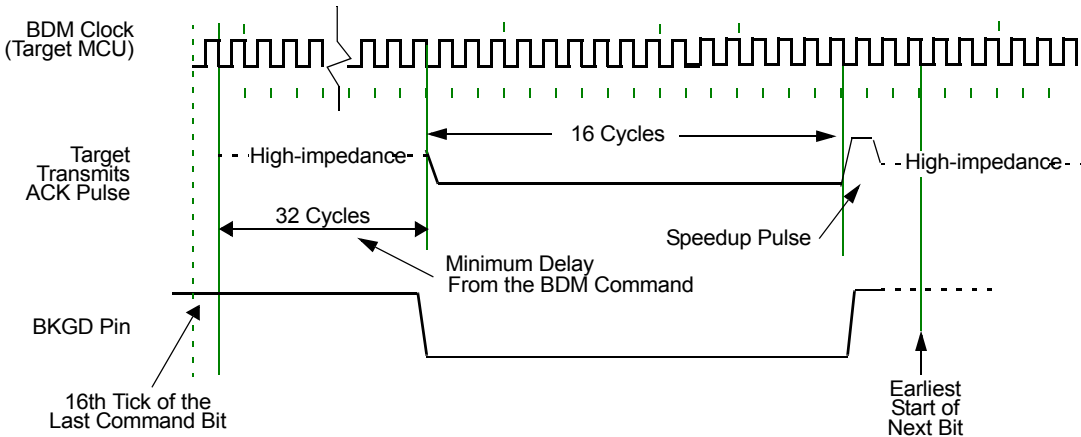 BDM Clock
(Target MCU)
16 Cycles
Target
Transmits
ACK Pulse
High-impedance
High-impedance
32 Cycles
Speedup Pulse
Minimum Delay
From the BDM Command
BKGD Pin
16th Tick of the
Last Command Bit
Earliest
Start of
Next Bit